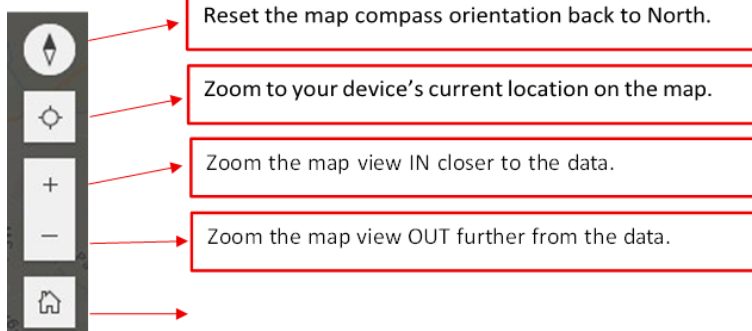 Reset the map compass orientation back to North.
Zoom to your device’s current location on the map.
Zoom the map view IN closer to the data.
Zoom the map view OUT further from the data.